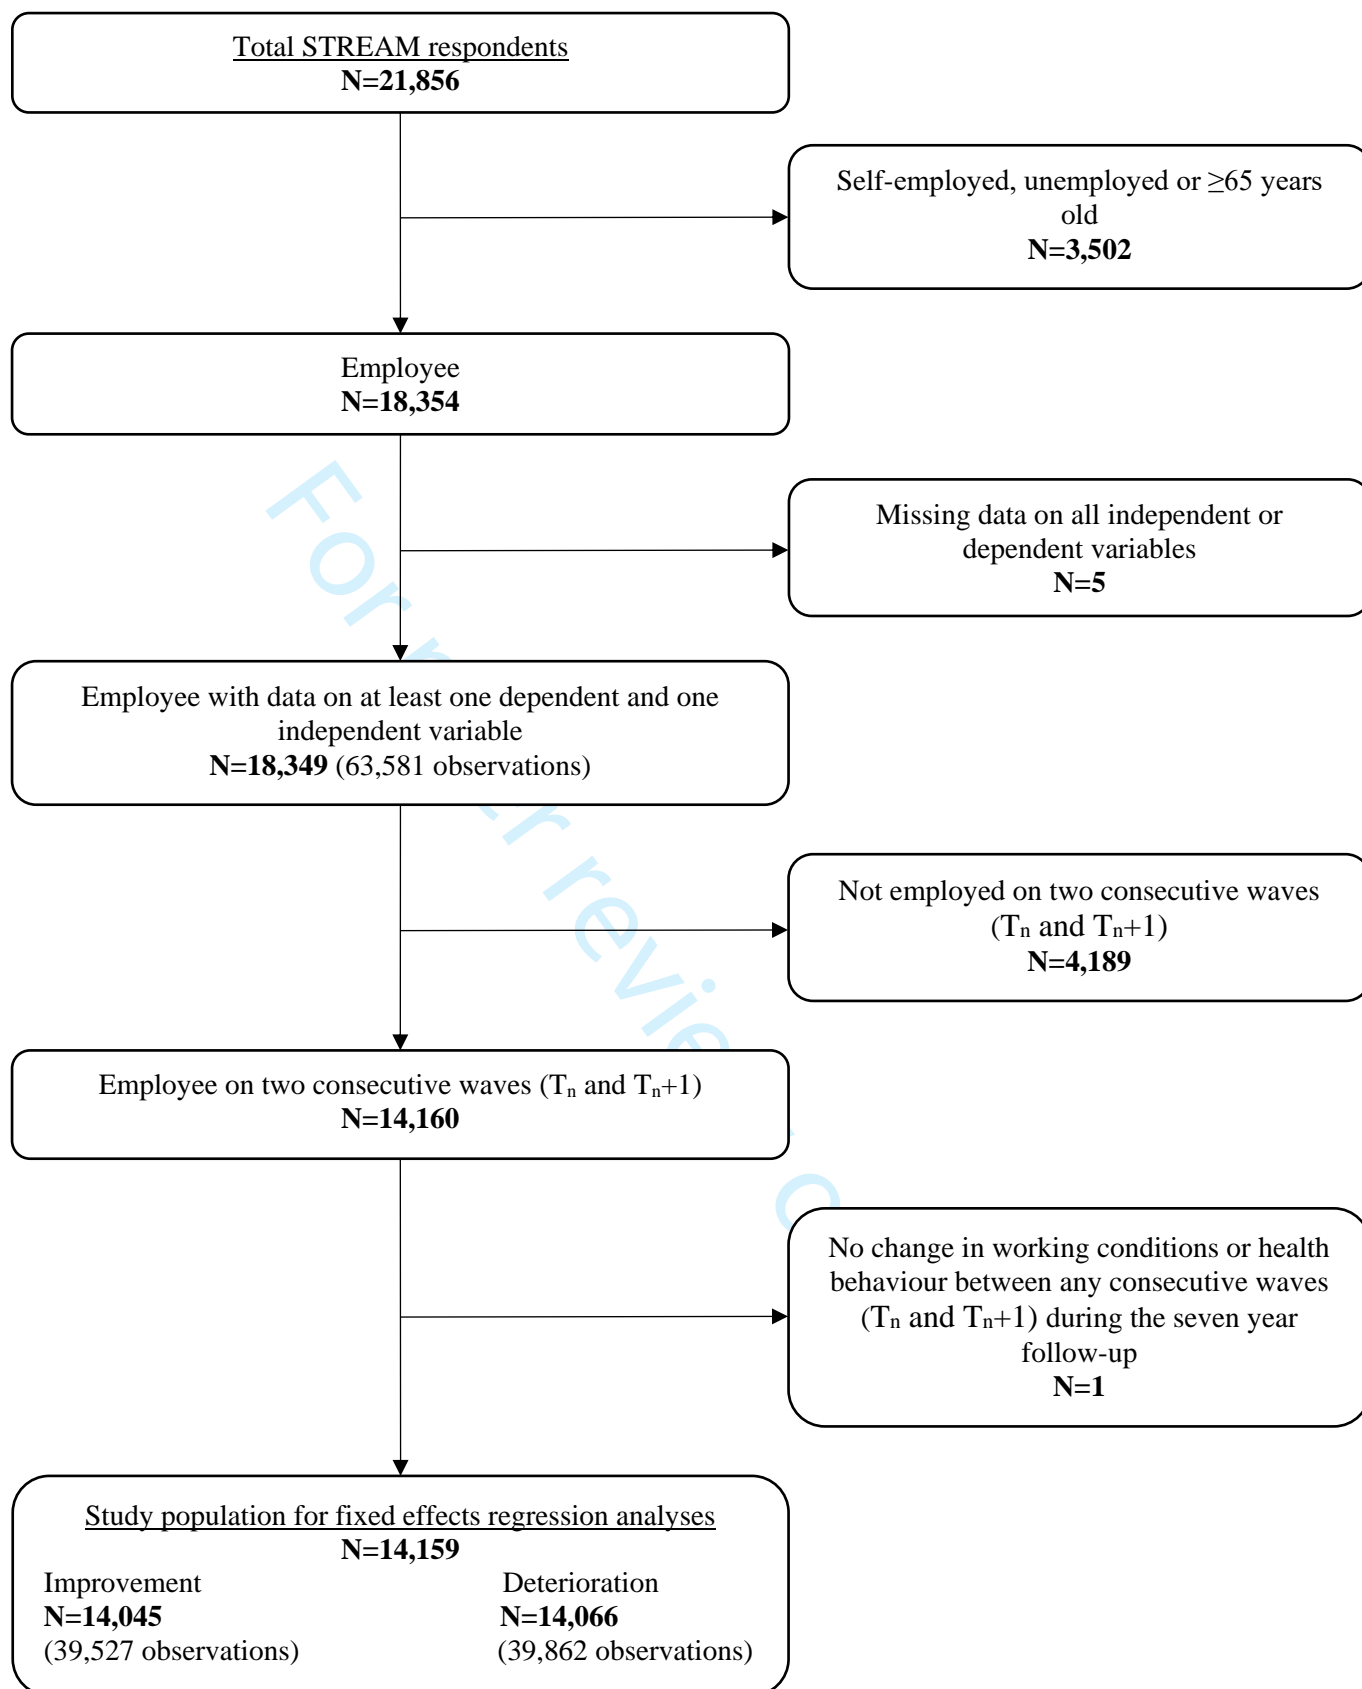 Total STREAM respondents
N=21,856
Self-employed, unemployed or ≥65 years
old
N=3,502
Employee
N=18,354
Missing data on all independent or
dependent variables
N=5
Employee with data on at least one dependent and one
independent variable
N=18,349 (63,581 observations)
Not employed on two consecutive waves
(Tn and Tn+1)
N=4,189
Employee on two consecutive waves (Tn and Tn+1)
N=14,160
No change in working conditions or health
behaviour between any consecutive waves
(Tn and Tn+1) during the seven year
follow-up
N=1
Study population for fixed effects regression analyses
N=14,159
Improvement
N=14,045
(39,527 observations)
Deterioration
N=14,066
(39,862 observations)
For
review